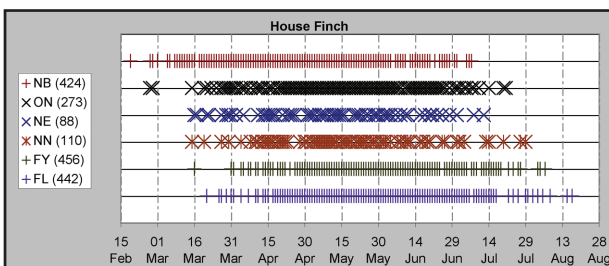 House Finch
NB (424)
ON (273)
NE (88)
NN (110)
FY (456)
FL (442)
15 01 16 31 15 30 15 30 14 29 14 29 13 28
Feb Mar Mar Mar Apr Apr May May Jun Jun Jul Jul Aug Aug